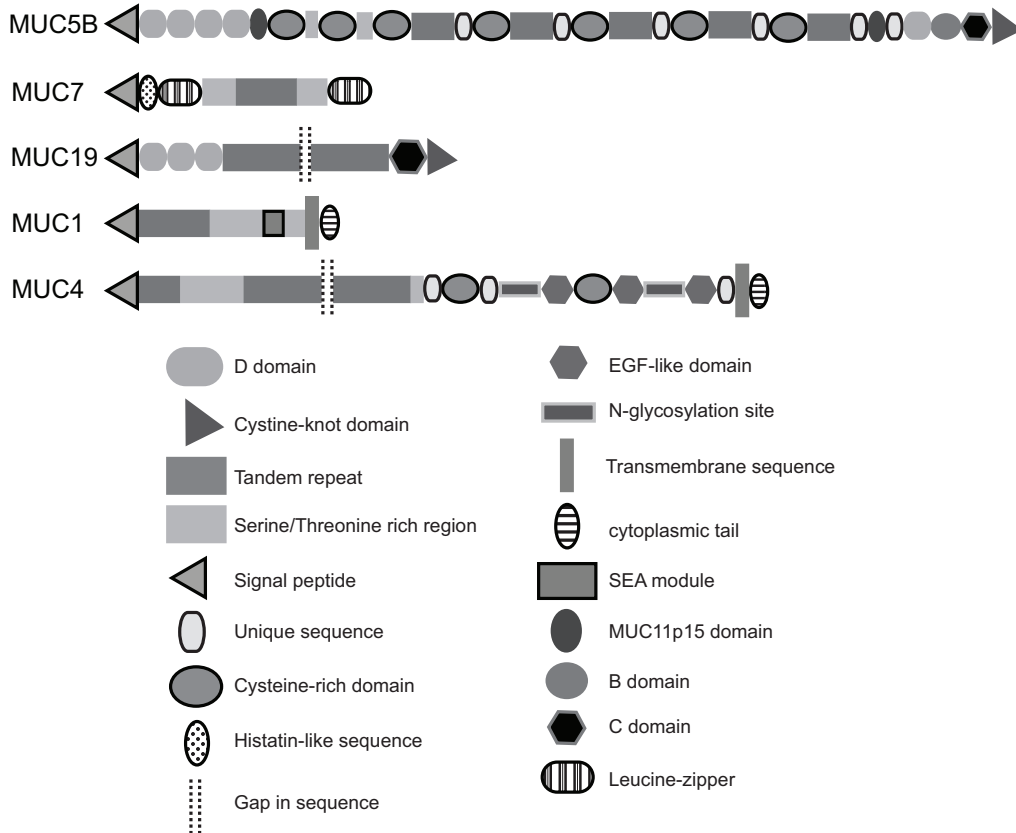 MUC5B
MUC7
MUC19
MUC1
MUC4
D domain
Cystine-knot domain
Tandem repeat
Serine/Threonine rich region
Signal peptide
Unique sequence
Cysteine-rich domain
Histatin-like sequence
Gap in sequence
EGF-like domain
N-glycosylation site
Transmembrane sequence
cytoplasmic tail
SEA module
MUC11p15 domain
B domain
C domain
Leucine-zipper